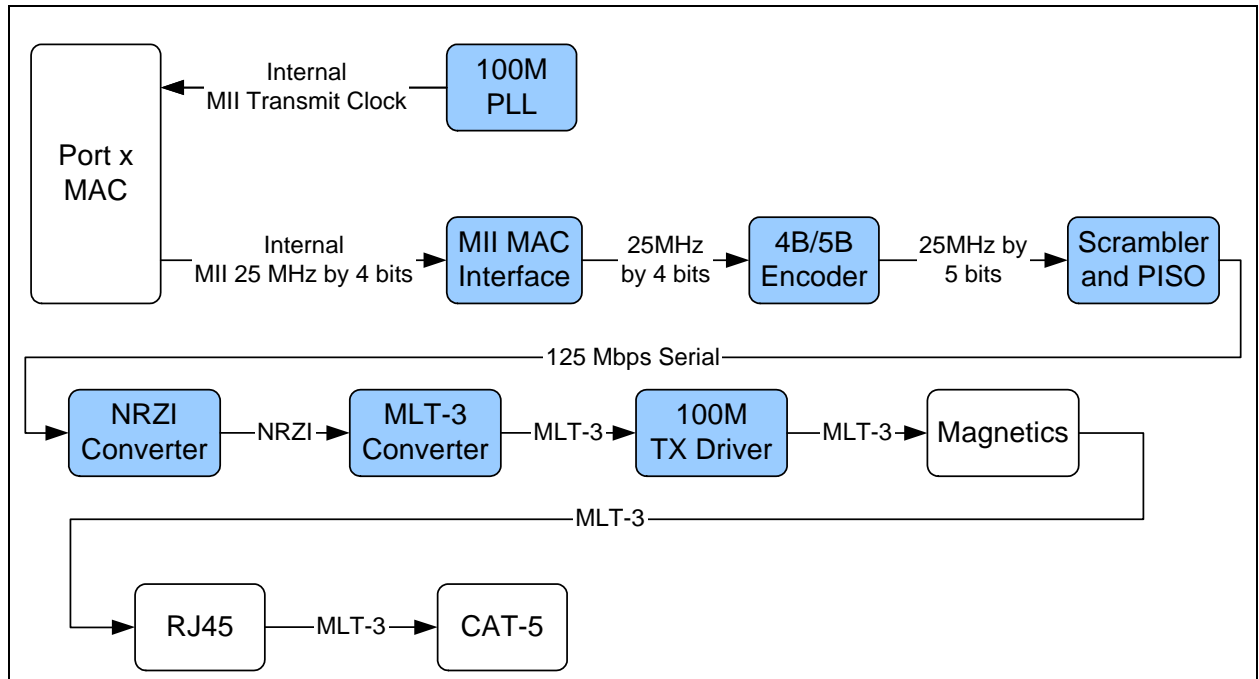 Internal
MII Transmit Clock
100M
PLL
Port x
MAC
Internal
MII 25 MHz by 4 bits
MII MAC
Interface
25MHz
by 4 bits
4B/5B
Encoder
25MHz by
5 bits
Scrambler
and PISO
125 Mbps Serial
NRZI
Converter
NRZI
MLT-3
Converter
MLT-3
100M
TX Driver
MLT-3
Magnetics
MLT-3
RJ45
MLT-3
CAT-5